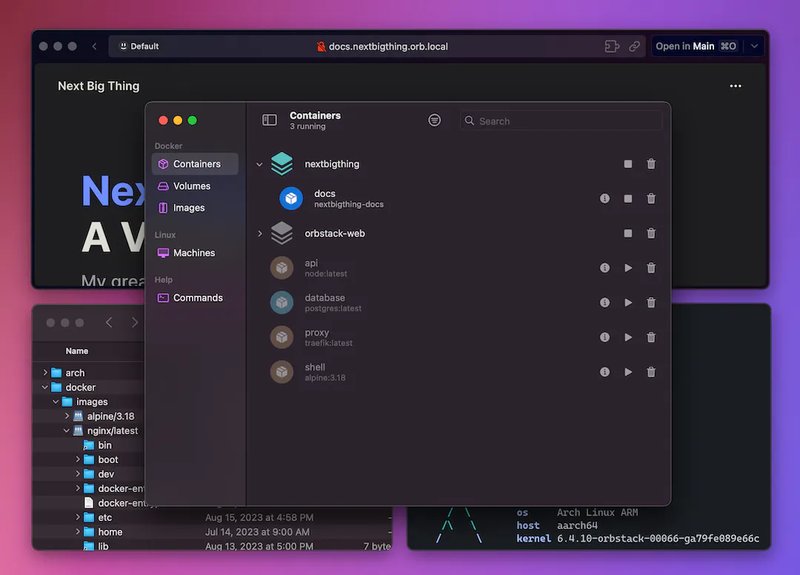 Default
docs.nextbigthing.orb.local
Open in Main ⌘O
Next Big Thing
Nex
A V
My grea
Containers
3 running
Search
Docker
Containers
Volumes
Images
Linux
Machines
Help
Commands
nextbigthing
docs
nextbigthing-docs
orbstack-web
api
node:latest
database
postgres:latest
proxy
traefik:latest
shell
alpine:3.18
Name
arch
docker
images
alpine/3.18
nginx/latest
bin
boot
dev
docker-ent
docker-ent
etc Aug 15, 2023 at 4:58 PM
home Jul 14, 2023 at 9:00 AM
lib Aug 13, 2023 at 5:00 PM 7 byte
os Arch Linux ARM
host aarch64
kernel 6.4.10-orbstack-00066-ga79fe089e66c